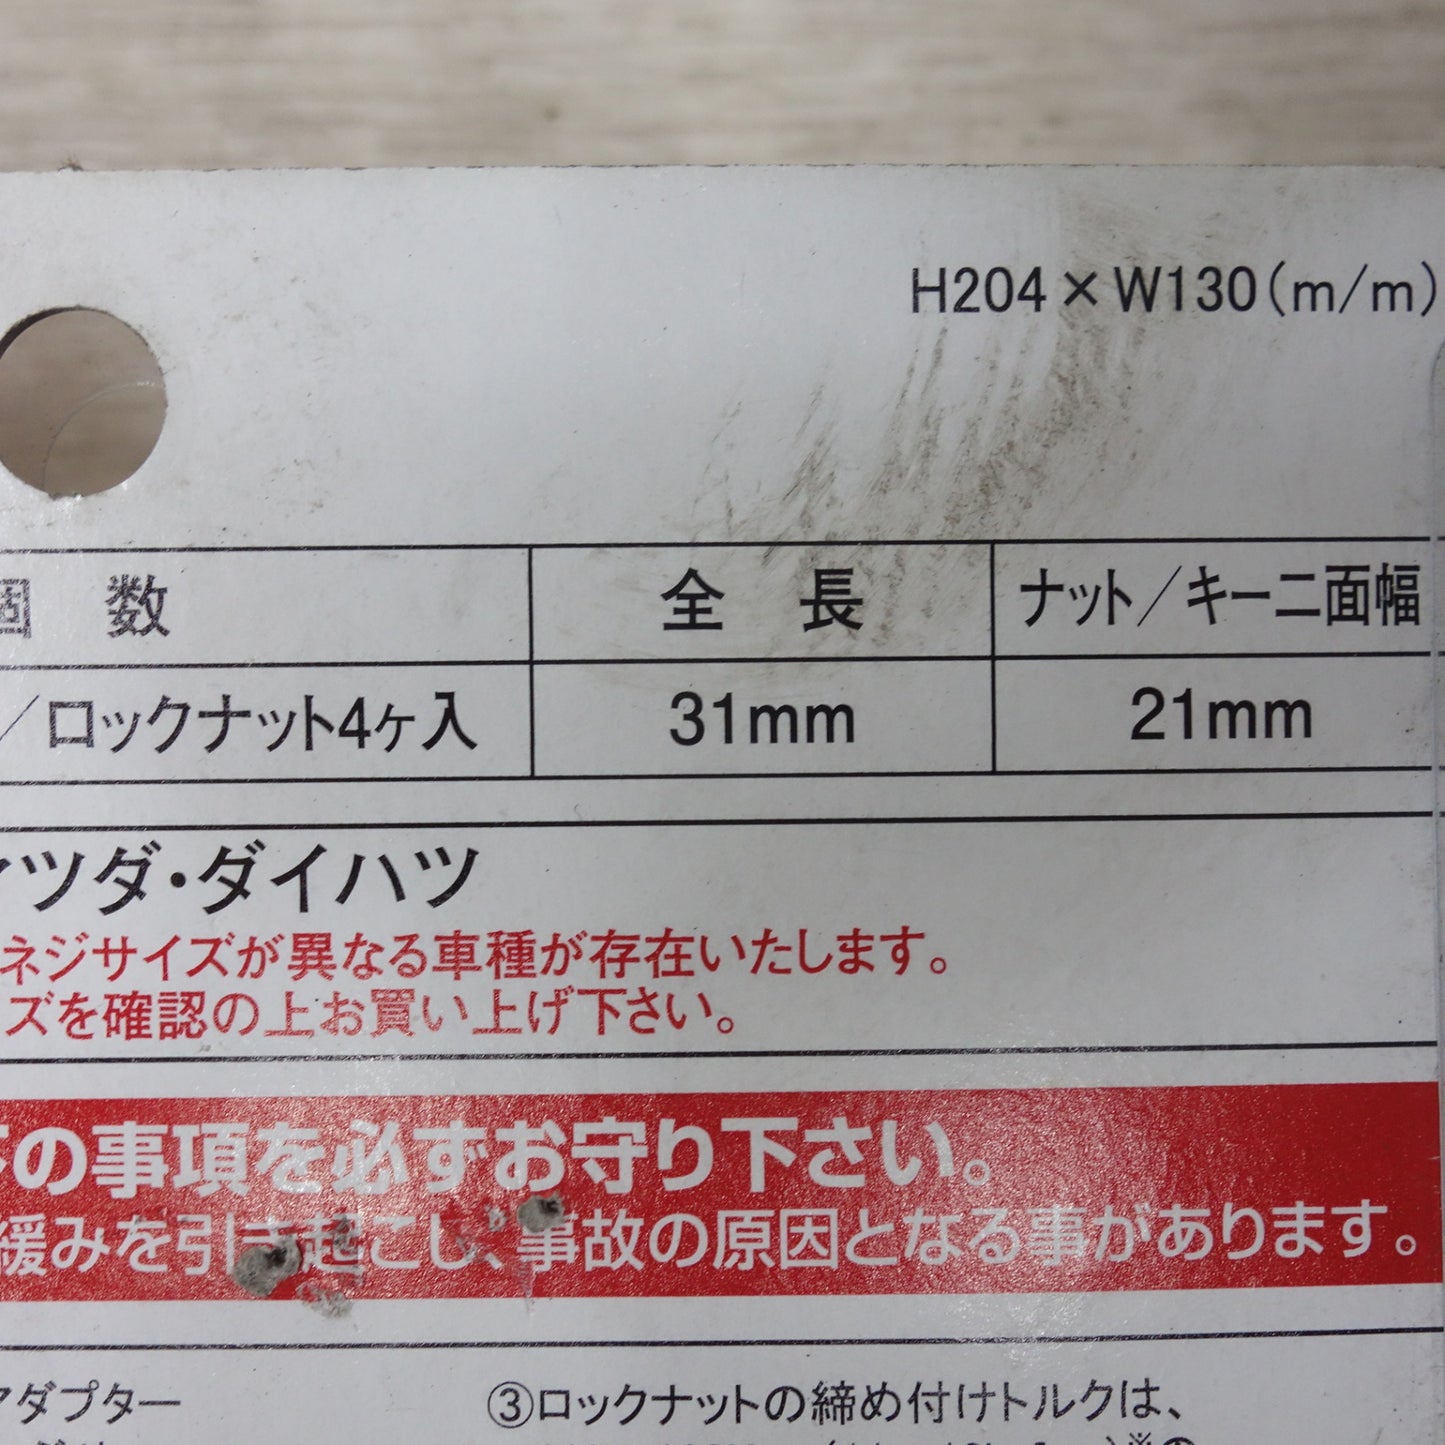 H204×W130(m/m)
個 数 全 長 ナット/キー二面幅
/ロックナット4ヶ入 31mm 21mm
マツダ・ダイハツ
ネジサイズが異なる車種が存在いたします。
ズを確認の上お買い上げ下さい。
下の事項を必ずお守り下さい。
緩みを引き起こし、事故の原因となる事があります。
アダプター
③ロックナットの締め付けトルクは、